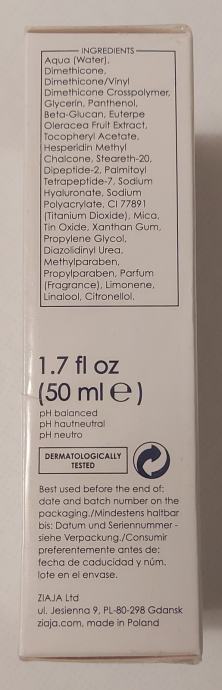 INGREDIENTS
Aqua (Water),
Dimethicone,
Dimethicone/Vinyl
Dimethicone Crosspolymer,
Glycerin, Panthenol,
Beta-Glucan, Euterpe
Oleracea Fruit Extract,
Tocopheryl Acetate,
Hesperidin Methyl
Chalcone, Steareth-20,
Dipeptide-2, Palmitoyl
Tetrapeptide-7, Sodium
Hyaluronate, Sodium
Polyacrylate, CI 77891
(Titanium Dioxide), Mica,
Tin Oxide, Xanthan Gum,
Propylene Glycol,
Diazolidinyl Urea,
Methylparaben,
Propylparaben, Parfum
(Fragrance), Limonene,
Linalool, Citronellol.
1.7 fl oz
(50 ml e)
pH balanced
pH hautneutral
pH neutro
DERMATOLOGICALLY
TESTED
Best used before the end of:
date and batch number on the
packaging./Mindestens haltbar
bis: Datum und Seriennummer -
siehe Verpackung./Consumir
preferentemente antes de:
fecha de caducidad y núm.
lote en el envase.
ZIAJA Ltd
ul. Jesienna 9, PL-80-298 Gdansk
ziaja.com, made in Poland